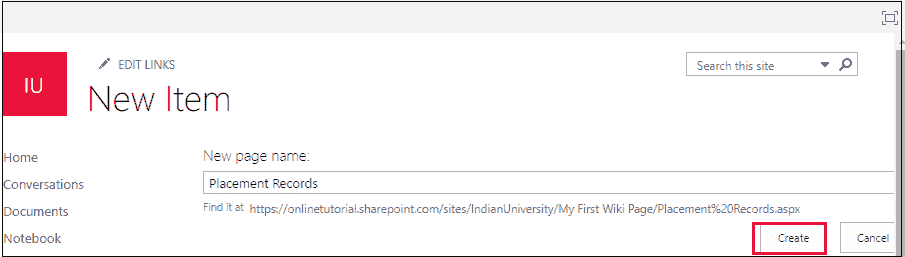 EDIT LINKS
Search this site
IU
New Item
Home
New page name:
Conversations
Placement Records
Documents
Find it at https://onlinetutorial.sharepoint.com/sites/IndianUniversity/My First Wiki Page/Placement%20Records.aspx
Notebook
Create
Cancel